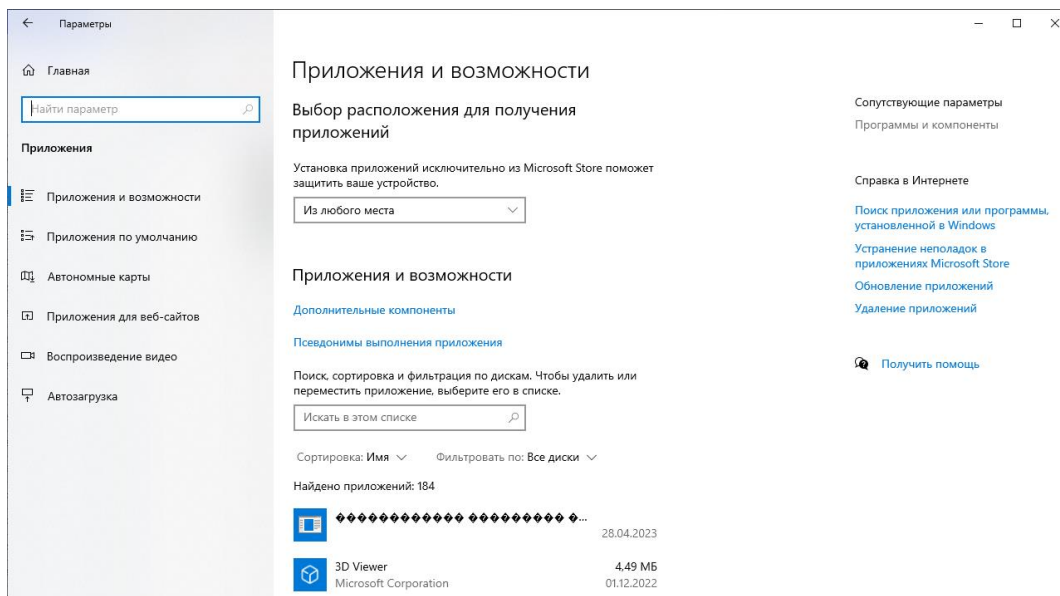 Параметры
Главная
Найти параметр
Приложения
Приложения и возможности
Приложения по умолчанию
Автономные карты
Приложения для веб-сайтов
Воспроизведение видео
Автозагрузка
Приложения и возможности
Выбор расположения для получения
приложений
Установка приложений исключительно из Microsoft Store поможет
защитить ваше устройство.
Из любого места
Приложения и возможности
Дополнительные компоненты
Псевдонимы выполнения приложения
Поиск, сортировка и фильтрация по дискам. Чтобы удалить или
переместить приложение, выберите его в списке.
Искать в этом списке
Сортировка: Имя Фильтровать по: Все диски
Найдено приложений: 184
������������� ��������� �...
28.04.2023
3D Viewer 4,49 МБ
Microsoft Corporation 01.12.2022
Сопутствующие параметры
Программы и компоненты
Справка в Интернете
Поиск приложения или программы,
установленной в Windows
Устранение неполадок в
приложениях Microsoft Store
Обновление приложений
Удаление приложений
Получить помощь